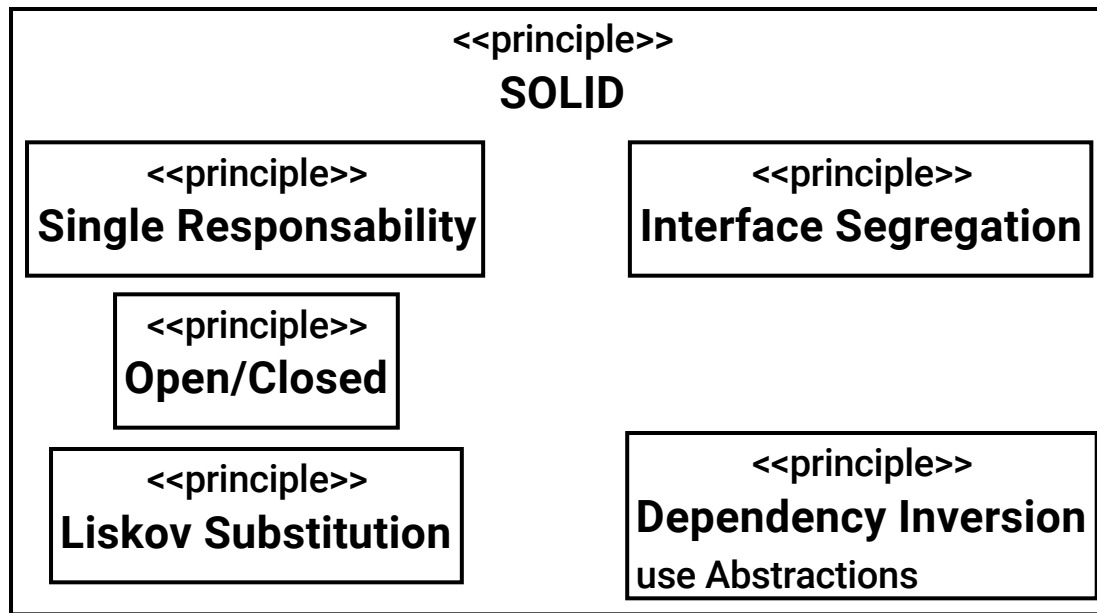 <<principle>>
SOLID
<<principle>>
Single Responsability
<<principle>>
Open/Closed
<<principle>>
Liskov Substitution
<<principle>>
Interface Segregation
<<principle>>
Dependency Inversion
use Abstractions